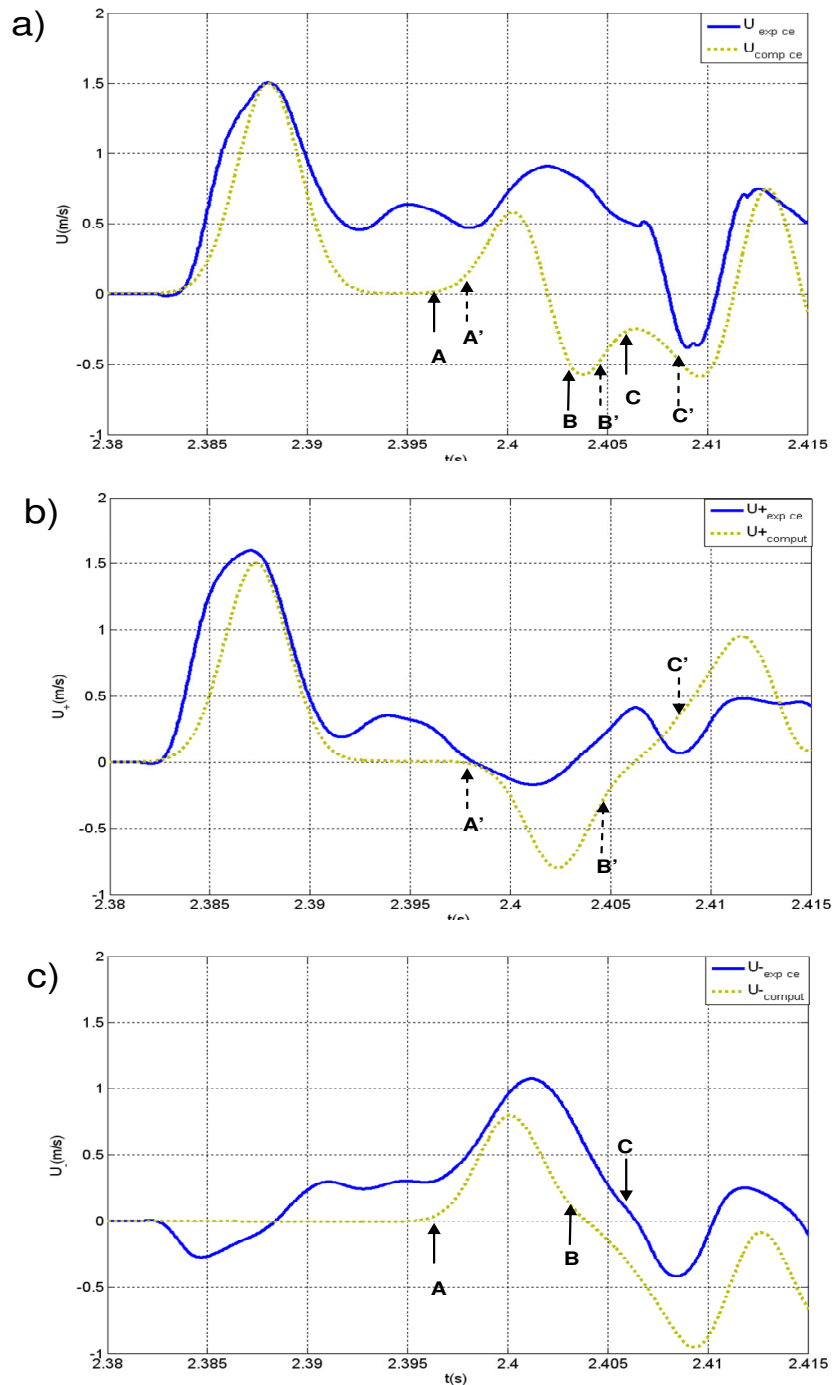 a)
2
1.5
1
0.5
0
-0.5
-1
U(m/s)
U exp ce
U comp ce
A
A'
B
B'
C
C'
2.38 2.385 2.39 2.395 2.4 2.405 2.41 2.415
t(s)
b)
2
1.5
1
0.5
0
-0.5
-1
U+(m/s)
U+exp ce
U+comput
A'
B'
C'
2.38 2.385 2.39 2.395 2.4 2.405 2.41 2.415
t(s)
c)
2
1.5
1
0.5
0
-0.5
-1
U-(m/s)
U-exp ce
U-comput
A
B
C
2.38 2.385 2.39 2.395 2.4 2.405 2.41 2.415
t(s)